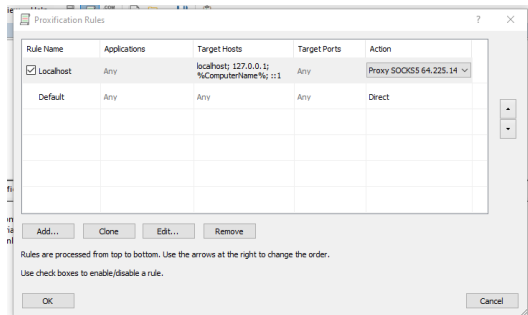 View Help
Proxification Rules
Rule Name Applications Target Hosts Target Ports Action
Localhost Any localhost; 127.0.0.1; Any Proxy SOCKS5 64.225.14
%ComputerName%; ::1
Default Any Any Any Direct
Add... Clone Edit... Remove
Rules are processed from top to bottom. Use the arrows at the right to change the order.
Use check boxes to enable/disable a rule.
OK Cancel